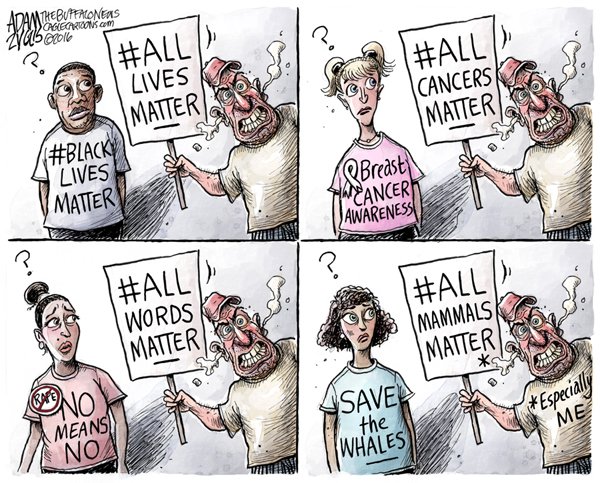 ADAM
ZYGLIS
THE BUFFALO NEWS
CAGLECARTOONS.com
©2016
?
#BLACK
LIVES
MATTER
#ALL
LIVES
MATTER
?
Breast
CANCER
AWARENESS
#ALL
CANCERS
MATTER
?
RAPE
NO
MEANS
NO
#ALL
WORDS
MATTER
?
SAVE
the
WHALES
#ALL
MAMMALS
MATTER
*
*Especially
ME